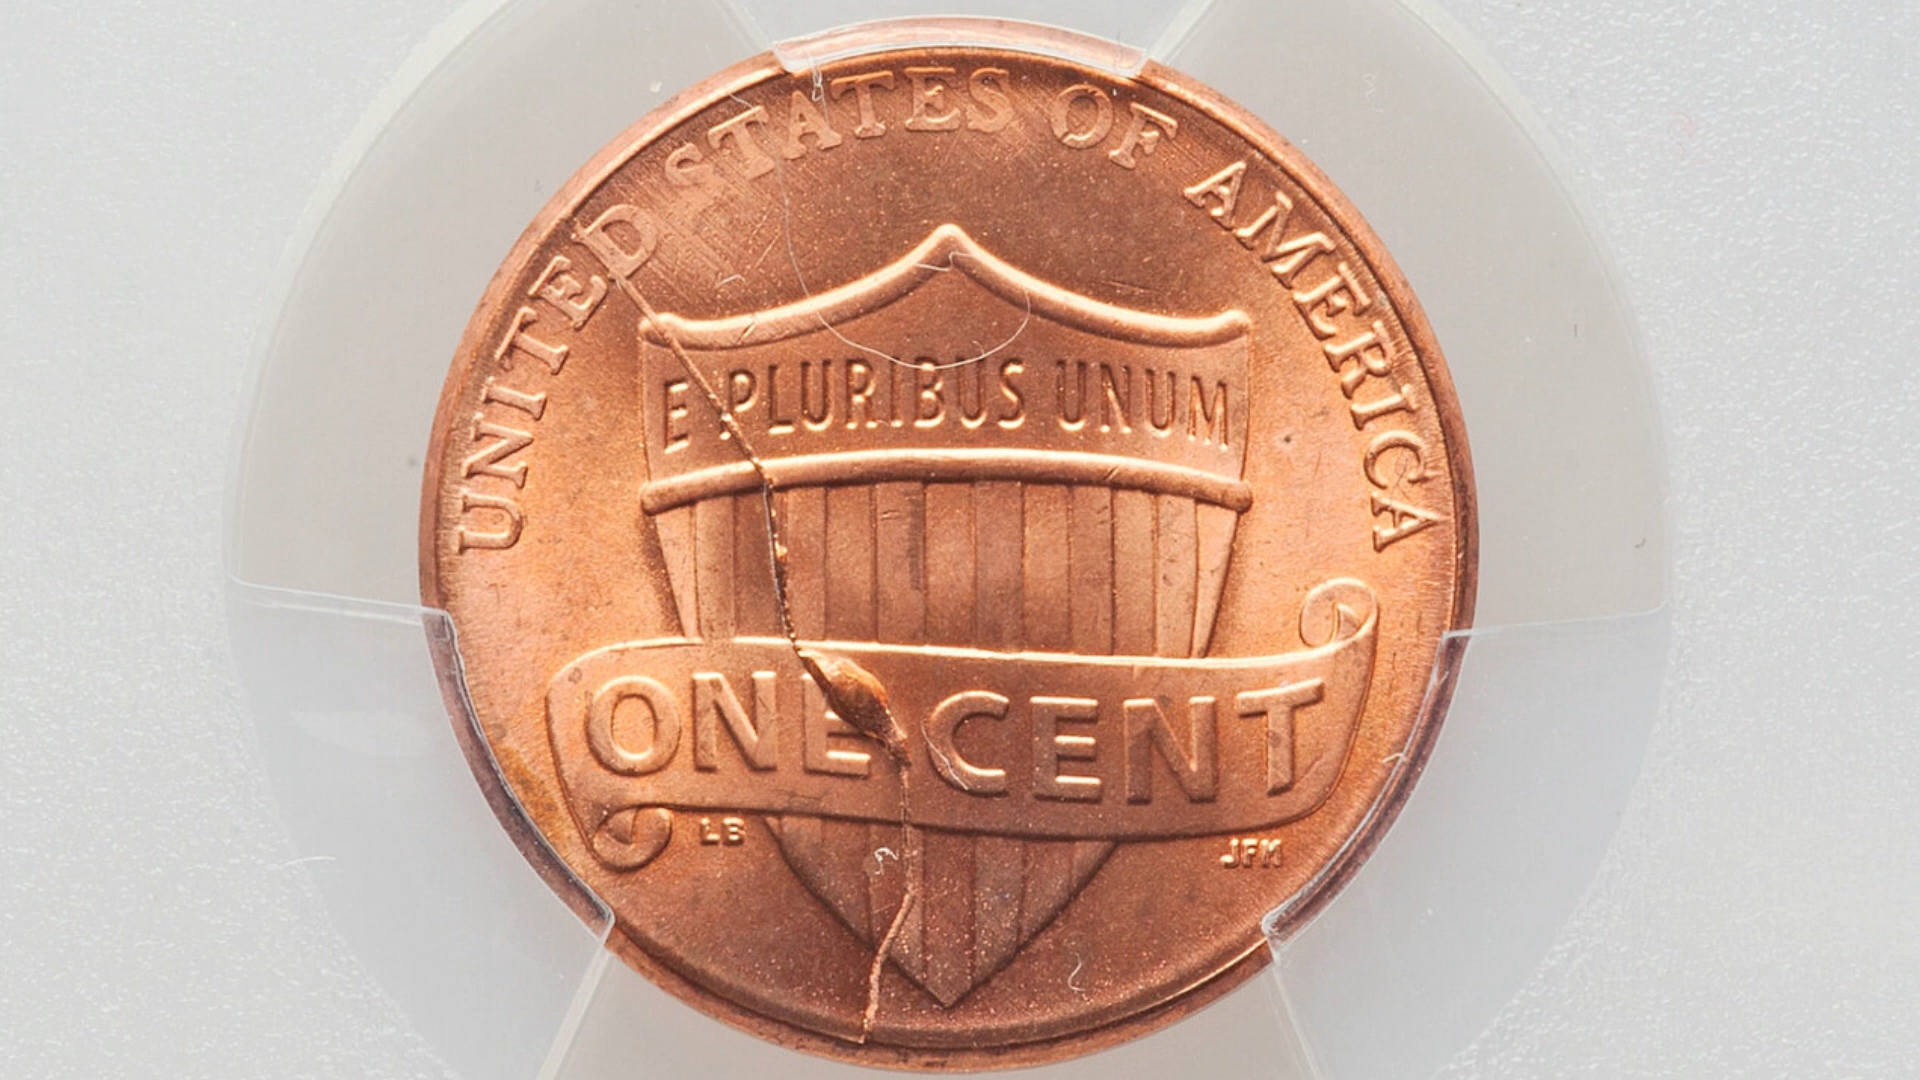 UNITED STATES OF AMERICA
E PLURIBUS UNUM
ONE CENT
LB
JFM